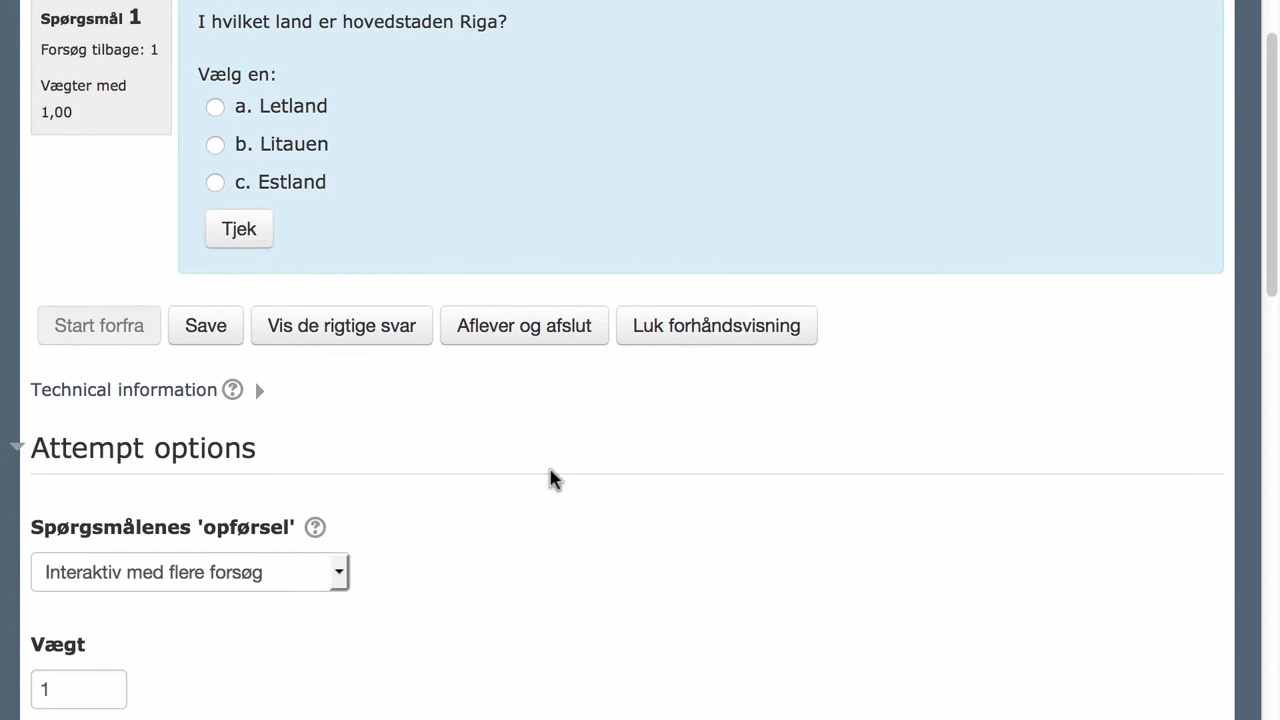 Spørgsmål 1
Forsøg tilbage: 1
Vægter med
1,00
I hvilket land er hovedstaden Riga?
Vælg en:
a. Letland
b. Litauen
c. Estland
Tjek
Start forfra Save Vis de rigtige svar Aflever og afslut Luk forhåndsvisning
Technical information ?
Attempt options
Spørgsmålenes 'opførsel' ?
Interaktiv med flere forsøg
Vægt
1